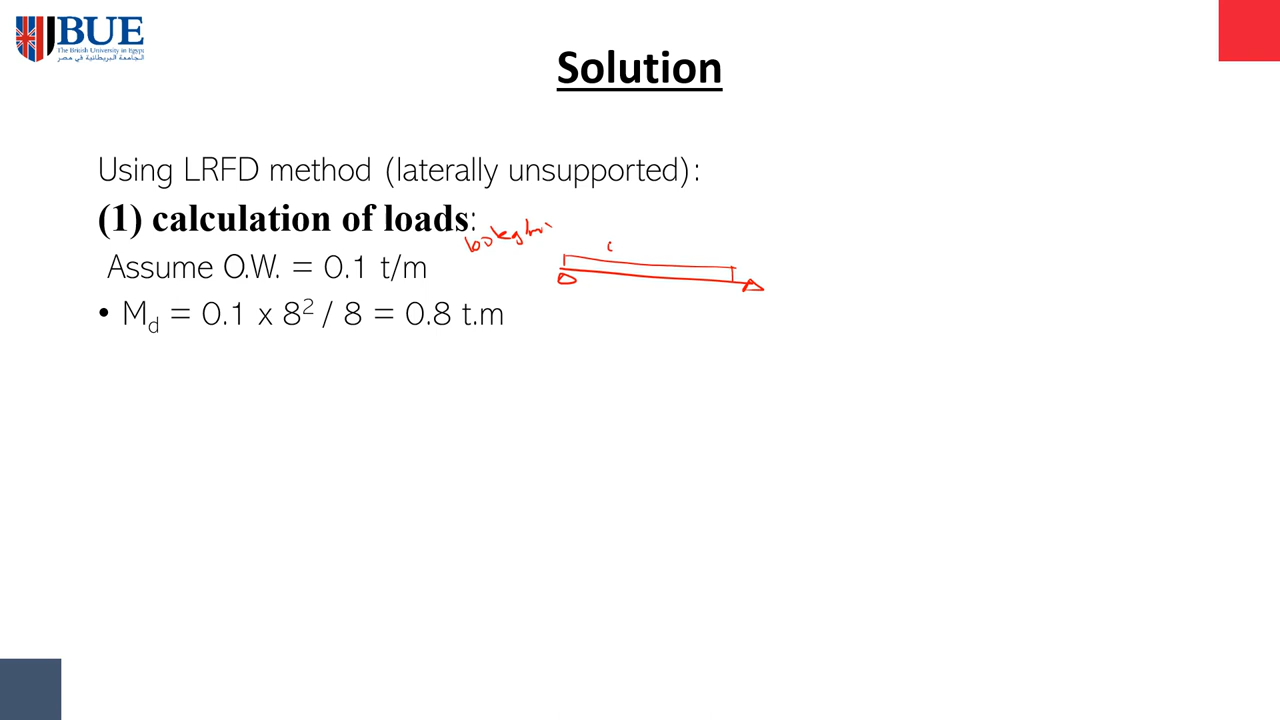 BUE
The British University in Egypt
الجامعة البريطانية في مصر
Solution
Using LRFD method (laterally unsupported):
(1) calculation of loads:
Assume O.W. = 0.1 t/m
• M_d = 0.1 x 8² / 8 = 0.8 t.m